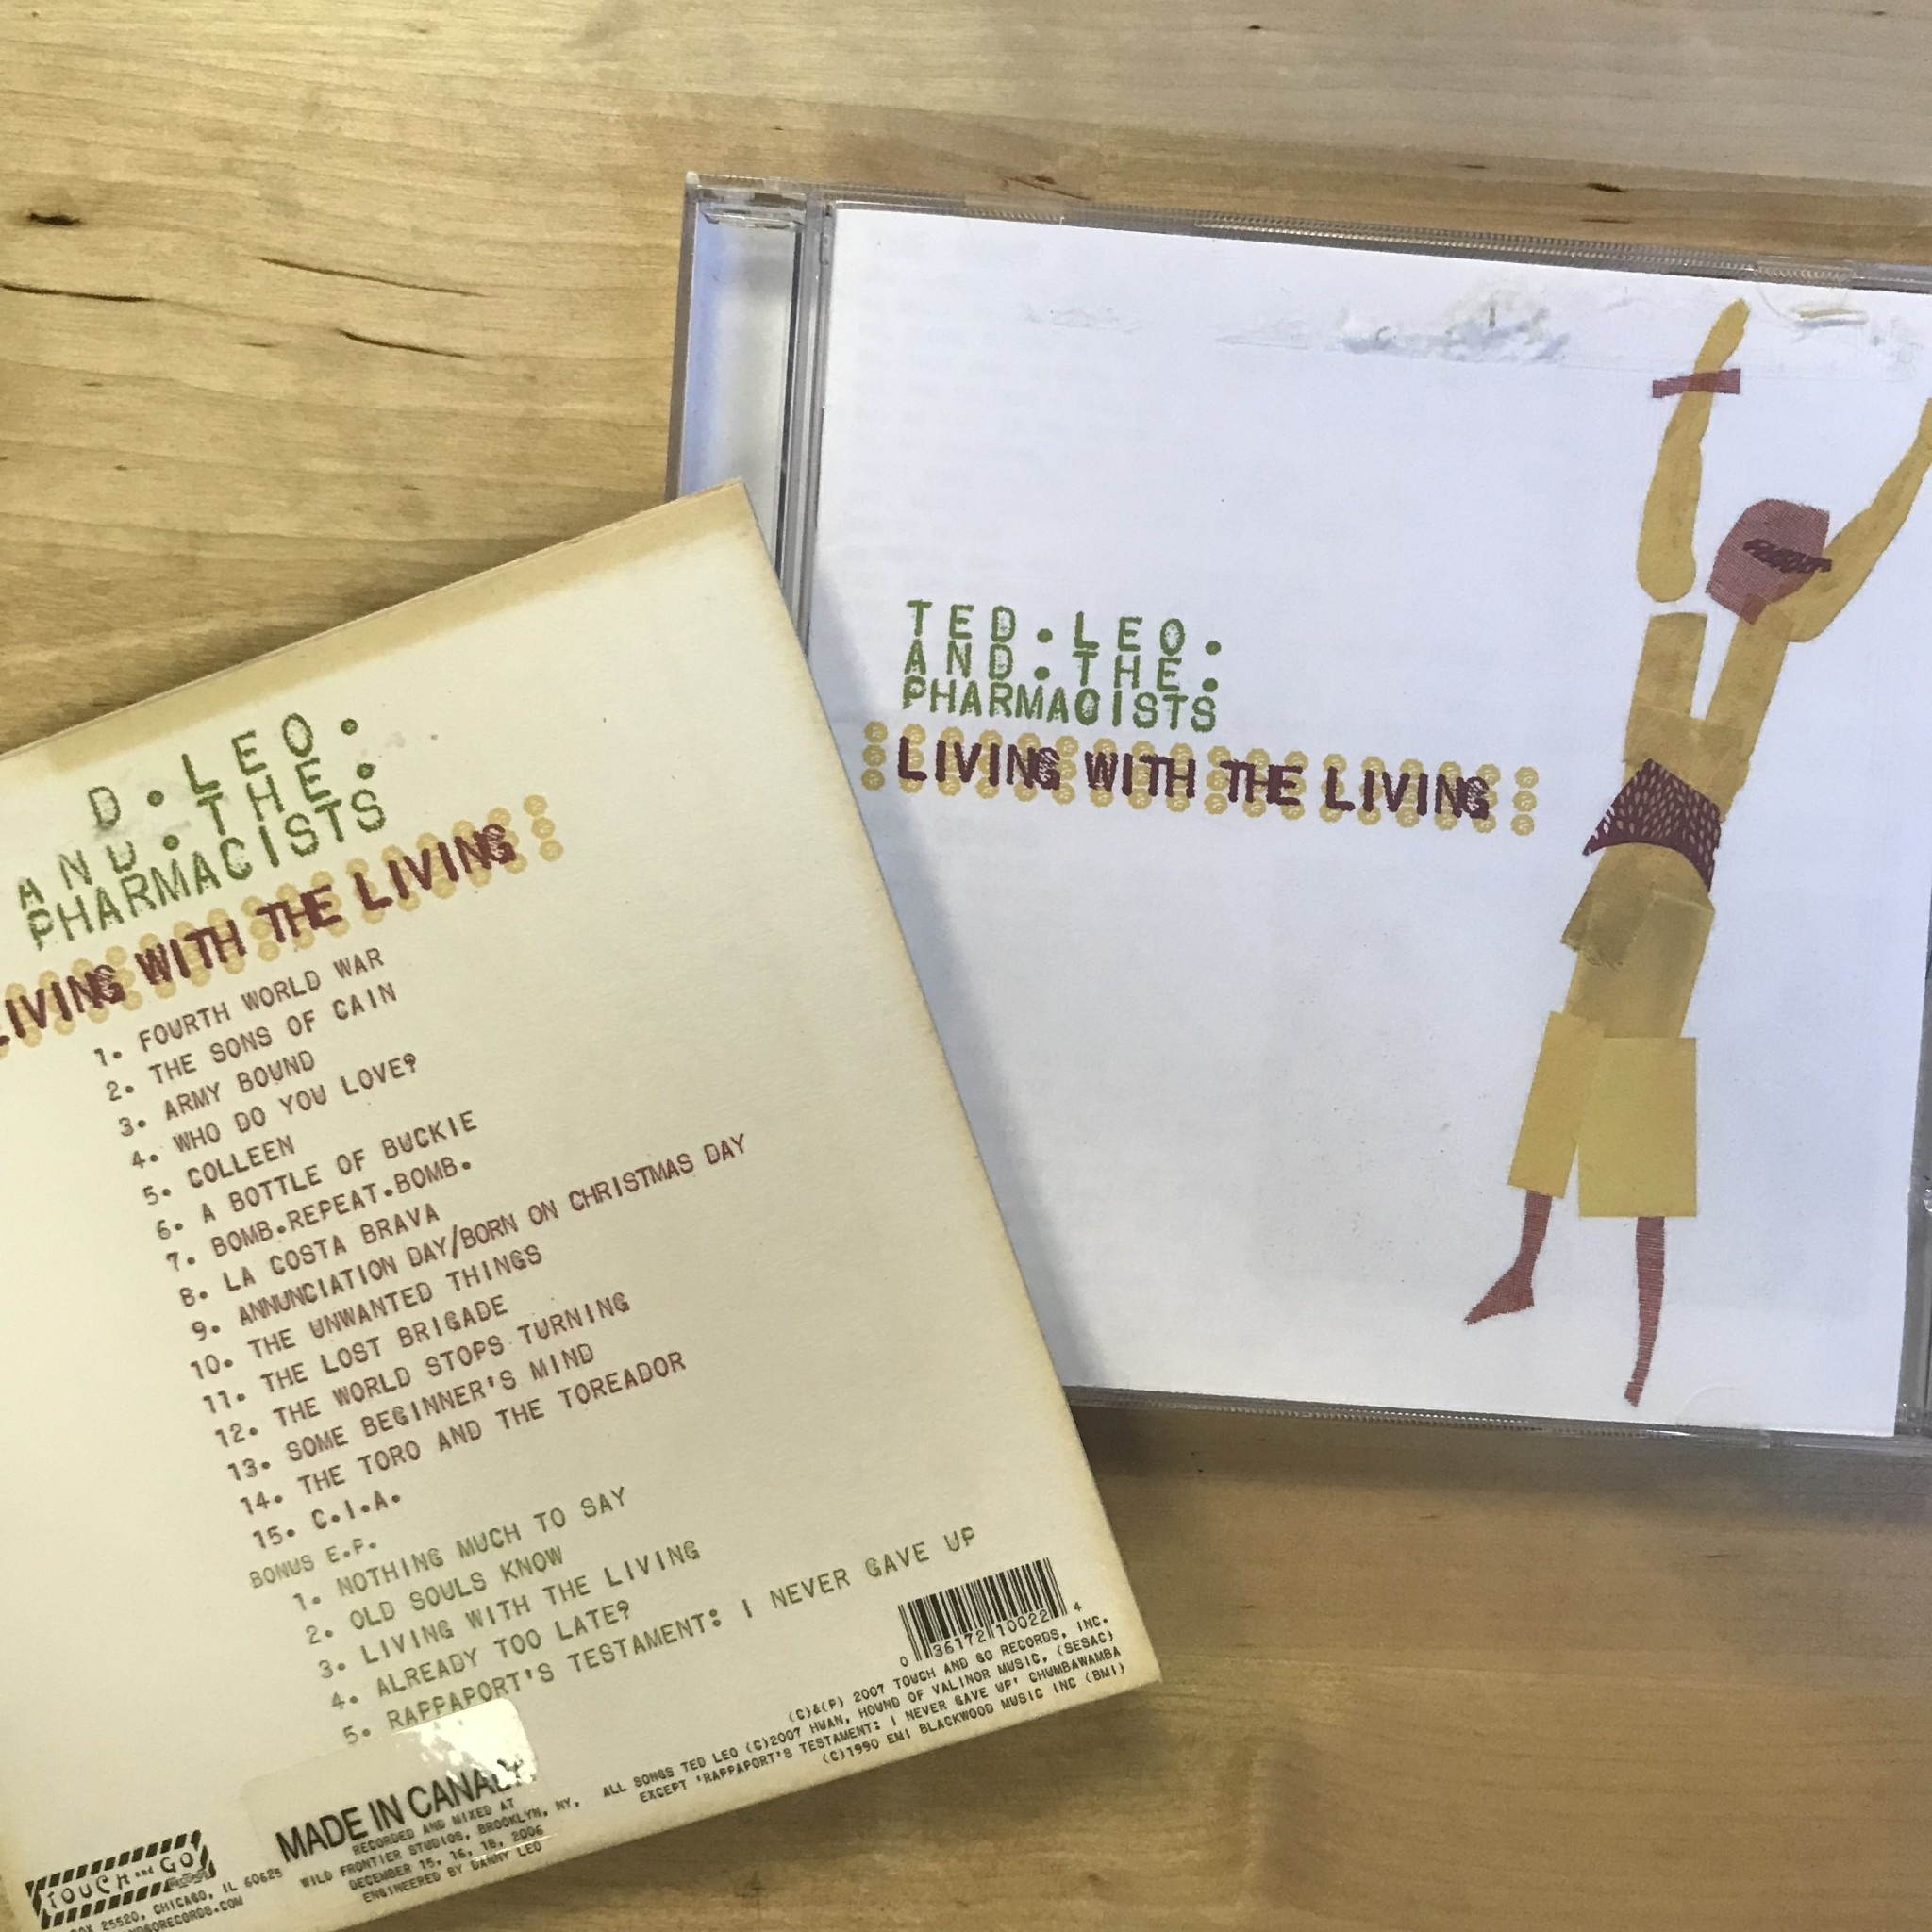 TED.LEO.
AND.THE.
PHARMACISTS
LIVING WITH THE LIVING
D.LEO.
AND.THE.
PHARMACISTS
LIVING WITH THE LIVING
1. FOURTH WORLD WAR
2. THE SONS OF CAIN
3. ARMY BOUND
4. WHO DO YOU LOVE?
5. COLLEEN
6. A BOTTLE OF BUCKIE
7. BOMB.REPEAT.BOMB.
8. LA COSTA BRAVA
9. ANNUNCIATION DAY/BORN ON CHRISTMAS DAY
10. THE UNWANTED THINGS
11. THE LOST BRIGADE
12. THE WORLD STOPS TURNING
13. SOME BEGINNER'S MIND
14. THE TORO AND THE TOREADOR
15. C.I.A.
BONUS E.P.
1. NOTHING MUCH TO SAY
2. OLD SOULS KNOW
3. LIVING WITH THE LIVING
4. ALREADY TOO LATE?
5. RAPPAPORT'S TESTAMENT: I NEVER GAVE UP
0 36172 10022 4
(C)&(P) 2007 TOUCH AND GO RECORDS, INC.
ALL SONGS TED LEO (C)2007 HUAN, HOUND OF VALINOR MUSIC, (SESAC)
EXCEPT 'RAPPAPORT'S TESTAMENT: I NEVER GAVE UP' CHUMBAWAMBA
(C)1990 EMI BLACKWOOD MUSIC INC (BMI)
MADE IN CANADA
RECORDED AND MIXED AT
WILD FRONTIER STUDIOS, BROOKLYN, NY,
DECEMBER 15, 16, 18, 2006
ENGINEERED BY DANNY LEO
TOUCH and GO
BOX 25520, CHICAGO, IL 60625
NDGORECORDS.COM